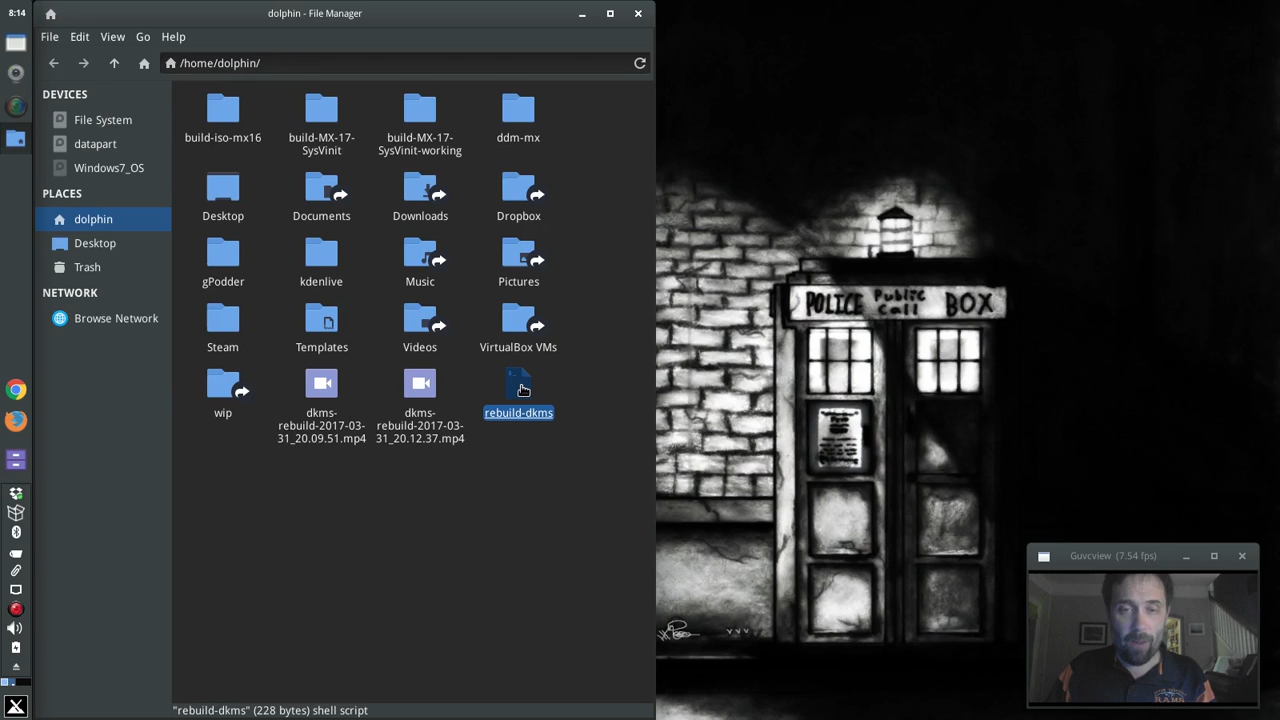 8:14
dolphin - File Manager
File Edit View Go Help
/home/dolphin/
DEVICES
File System
datapart
Windows7_OS
PLACES
dolphin
Desktop
Trash
NETWORK
Browse Network
build-iso-mx16
build-MX-17-
SysVinit
build-MX-17-
SysVinit-working
ddm-mx
Desktop
Documents
Downloads
Dropbox
gPodder
kdenlive
Music
Pictures
Steam
Templates
Videos
VirtualBox VMs
wip
dkms-
rebuild-2017-03-
31_20.09.51.mp4
dkms-
rebuild-2017-03-
31_20.12.37.mp4
rebuild-dkms
"rebuild-dkms" (228 bytes) shell script
POLICE Public Call BOX
Guvcview (7.54 fps)
RAMS